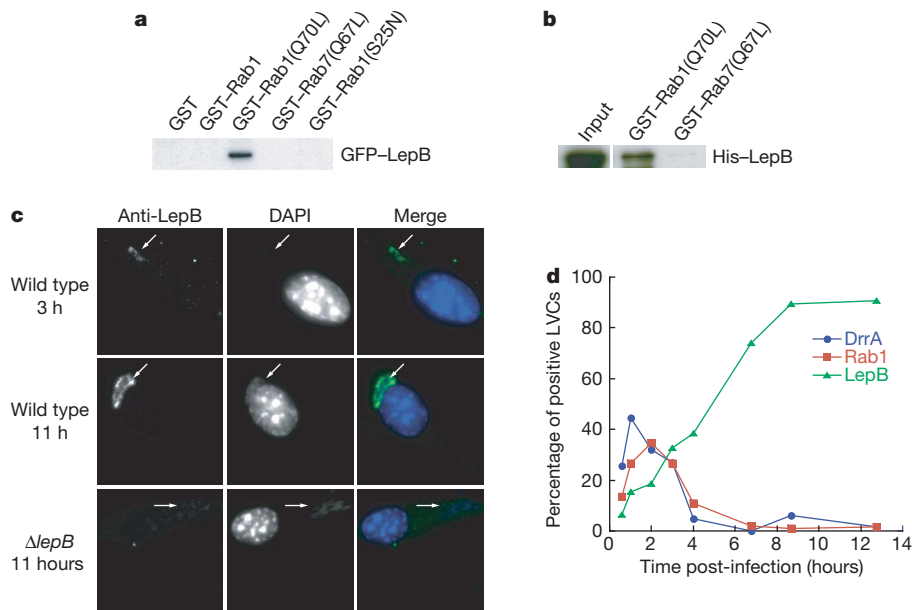 a
GST
GST–Rab1
GST–Rab1(Q70L)
GST–Rab7(Q67L)
GST–Rab1(S25N)
GFP–LepB
b
Input
GST–Rab1(Q70L)
GST–Rab7(Q67L)
His–LepB
c
Anti-LepB DAPI Merge
Wild type
3 h
Wild type
11 h
ΔlepB
11 hours
d
Percentage of positive LVCs
100
80
60
40
20
0
DrrA
Rab1
LepB
0 2 4 6 8 10 12 14
Time post-infection (hours)